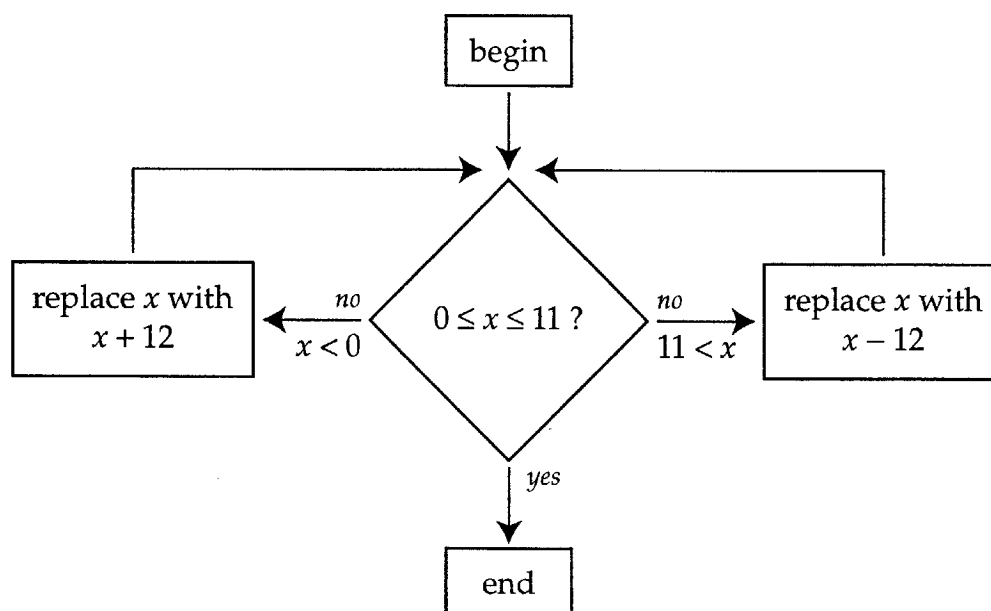 begin
replace x with
x + 12
no
x < 0
0 ≤ x ≤ 11 ?
no
11 < x
replace x with
x − 12
yes
end